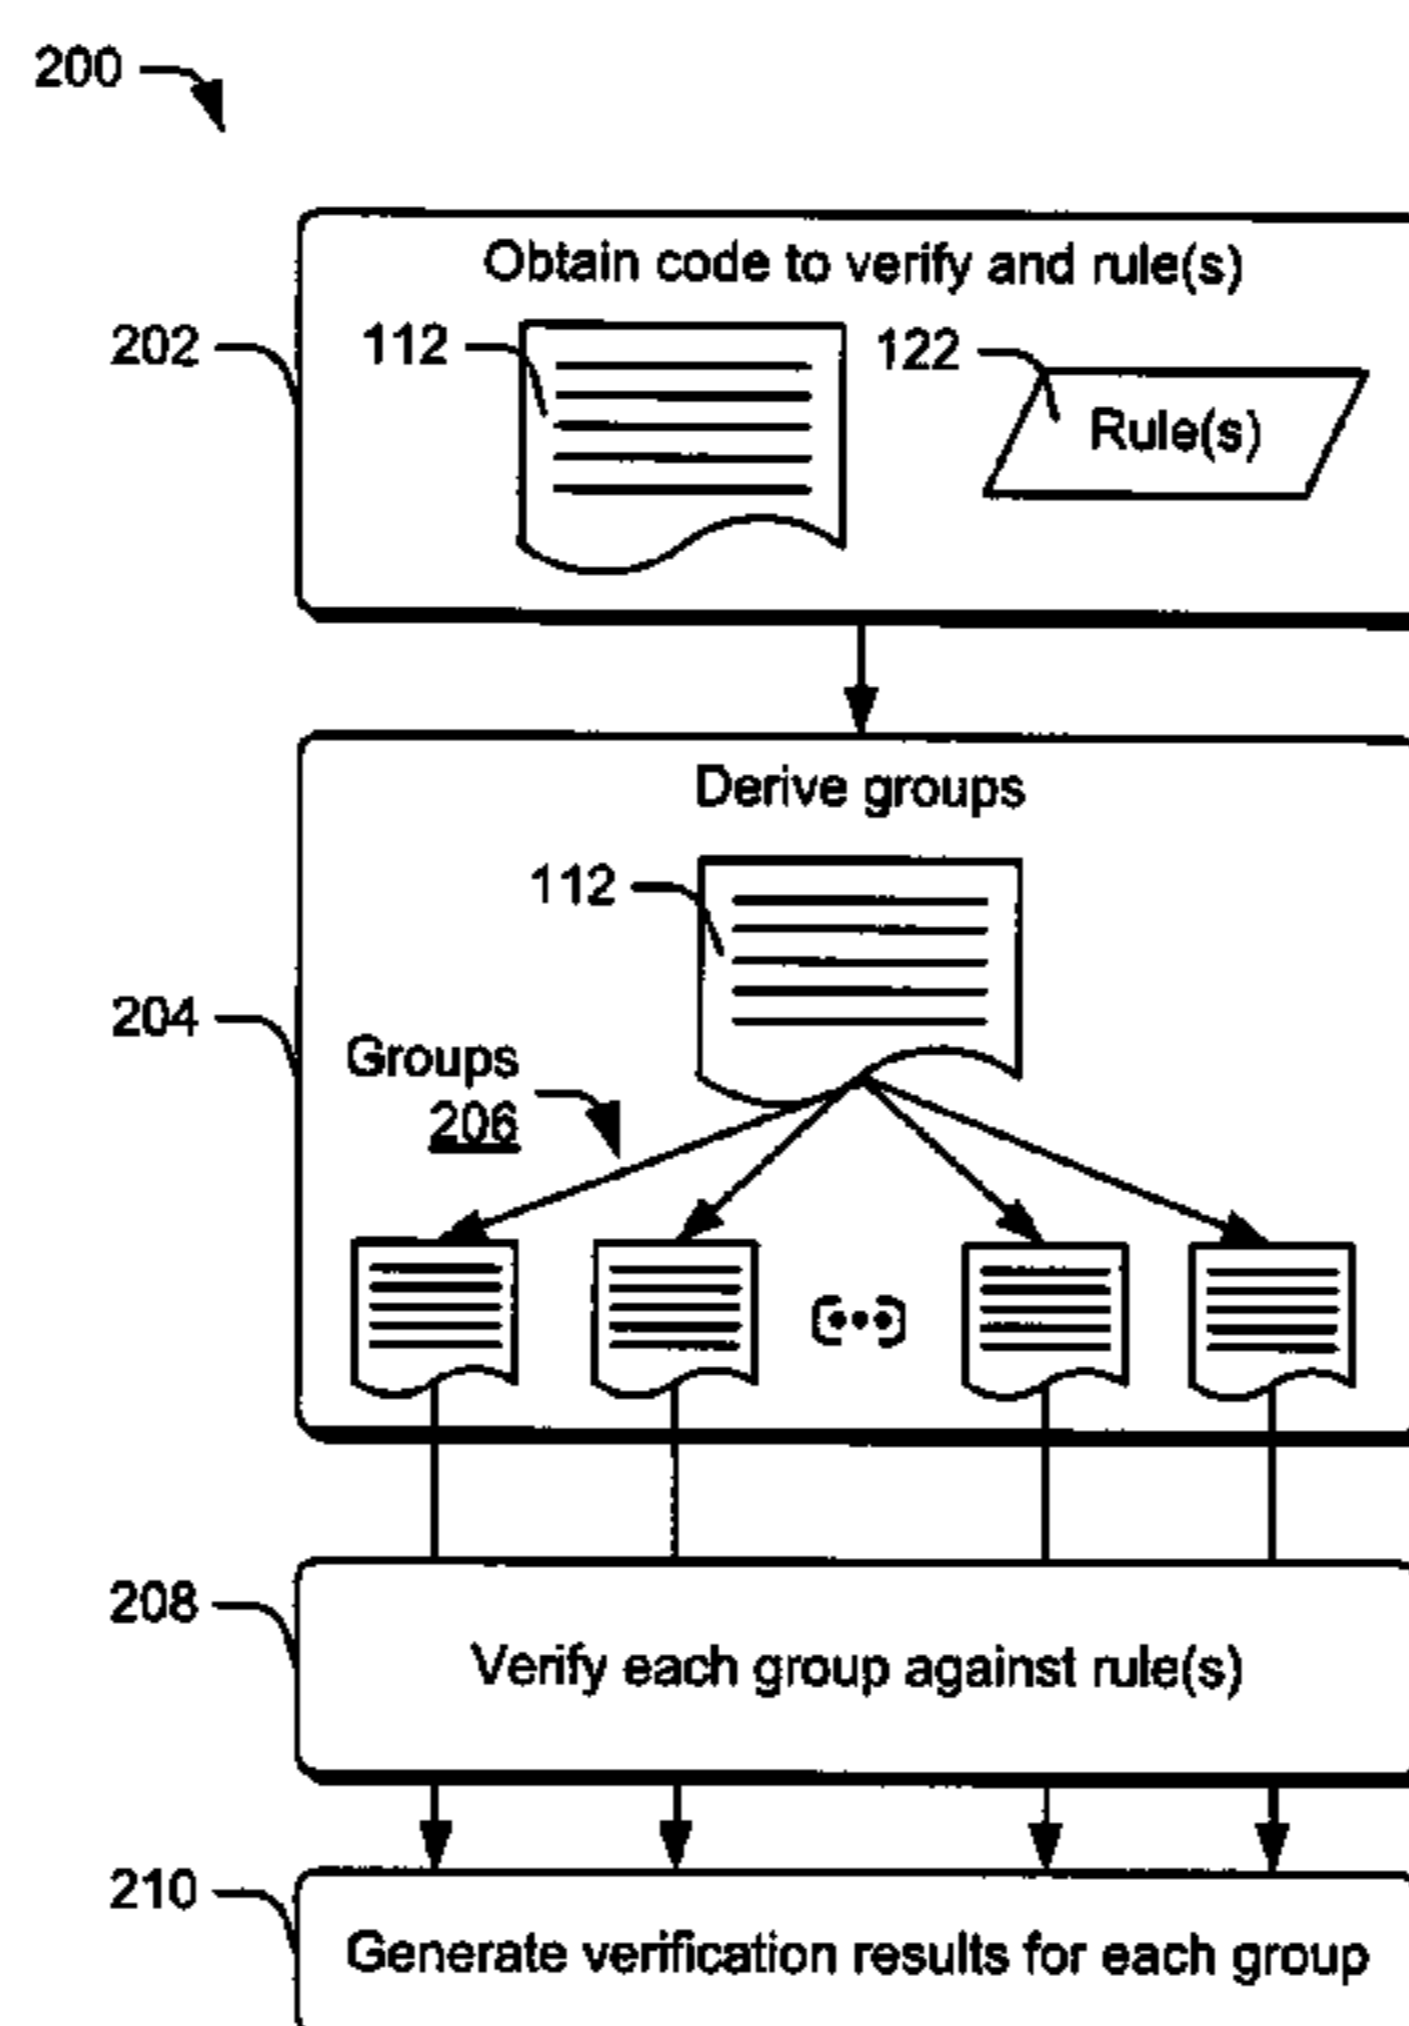 200
Obtain code to verify and rule(s)
202
112
122
Rule(s)
Derive groups
112
204
Groups
206
208
Verify each group against rule(s)
210
Generate verification results for each group